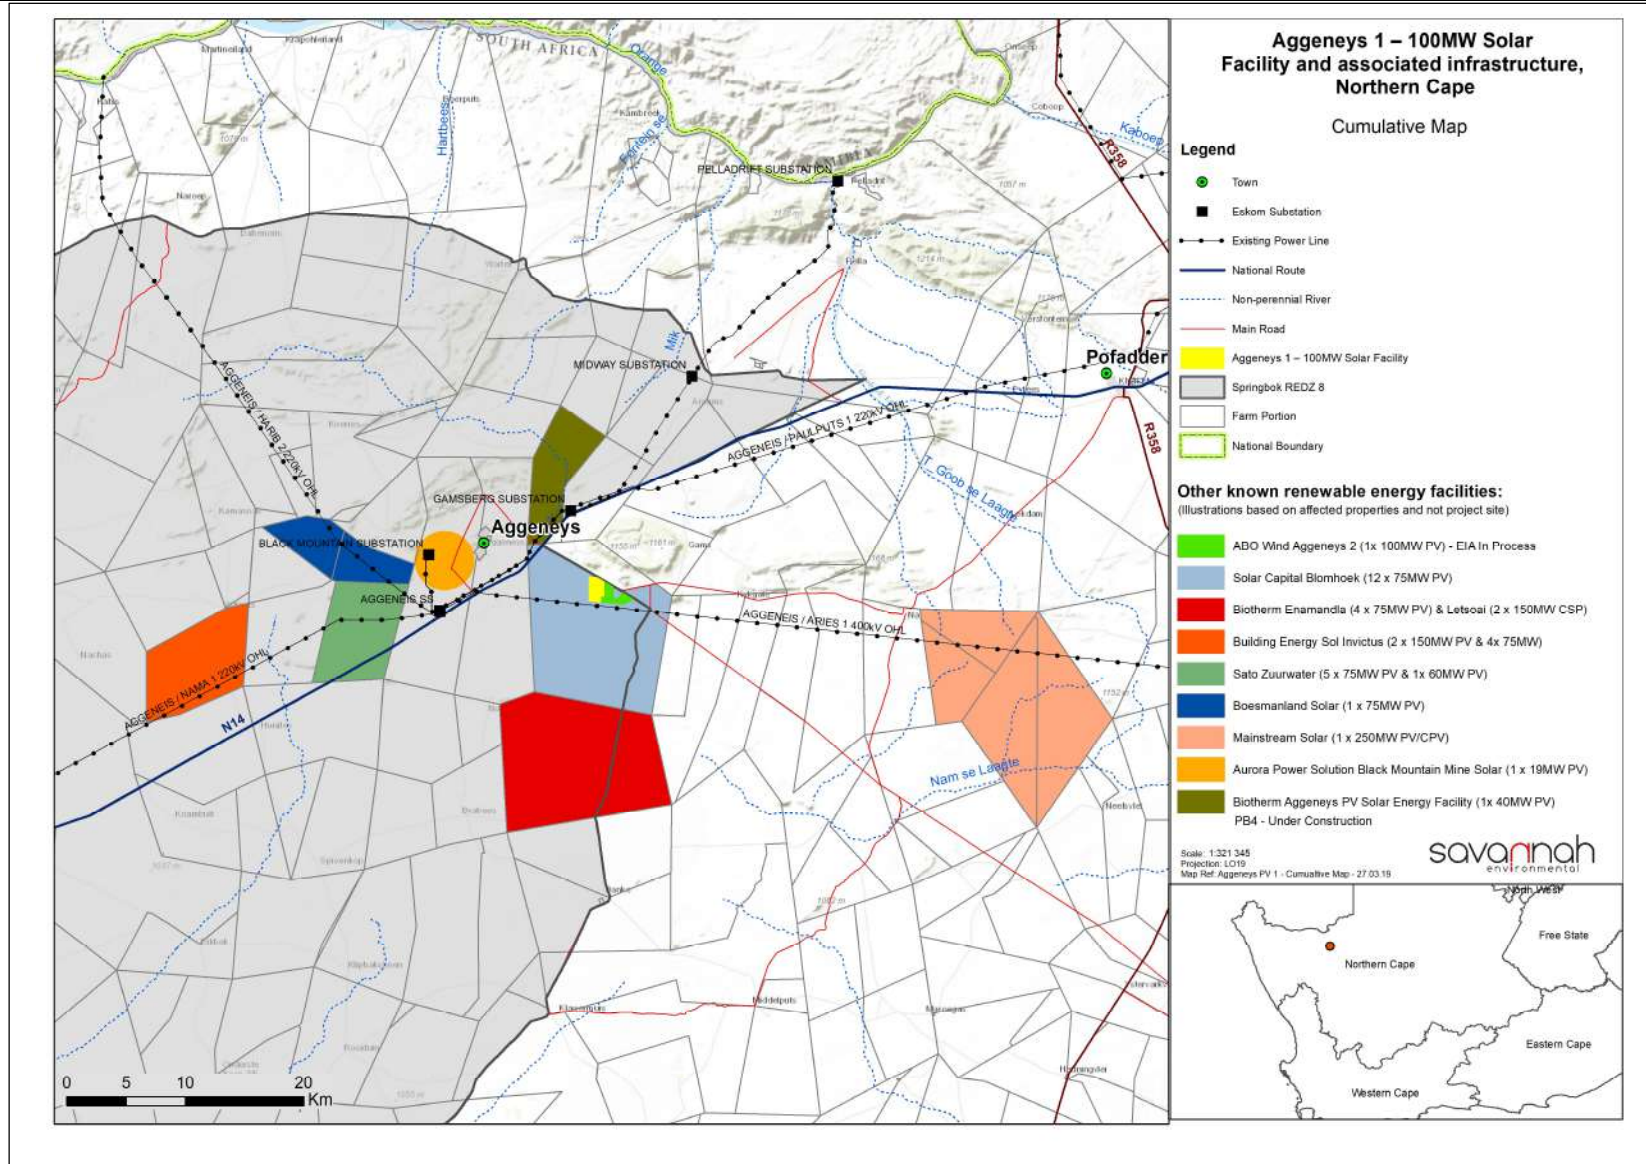 Aggeneys 1 – 100MW Solar
Facility and associated infrastructure,
Northern Cape
Cumulative Map
Legend
Town
Eskom Substation
Existing Power Line
National Route
Non-perennial River
Main Road
Aggeneys 1 – 100MW Solar Facility
Springbok REDZ 8
Farm Portion
National Boundary
Other known renewable energy facilities:
(Illustrations based on affected properties and not project site)
ABO Wind Aggeneys 2 (1x 100MW PV) - EIA In Process
Solar Capital Blomhoek (12 x 75MW PV)
Biotherm Enamandla (4 x 75MW PV) & Letsoai (2 x 150MW CSP)
Building Energy Sol Invictus (2 x 150MW PV & 4x 75MW)
Sato Zuurwater (5 x 75MW PV & 1x 60MW PV)
Boesmanland Solar (1 x 75MW PV)
Mainstream Solar (1 x 250MW PV/CPV)
Aurora Power Solution Black Mountain Mine Solar (1 x 19MW PV)
Biotherm Aggeneys PV Solar Energy Facility (1x 40MW PV)
PB4 - Under Construction
Scale: 1:321 345
Projection: LO19
Map Ref: Aggeneys PV 1 - Cumualtive Map - 27.03.19
savannah
environmental
North West
Free State
Northern Cape
Eastern Cape
Western Cape
SOUTH AFRICA
Orange
Hartbees
Fontein se
Kaboep
Coboop
R358
PELLADRIFT SUBSTATION
Pella
Mik
MIDWAY SUBSTATION
Pofadder
R358
AGGENEIS / HARIB 2 220kV OHL
AGGENEIS / PAULPUTS 1 220kV OHL
T_Goob se Laagte
GAMSBERG SUBSTATION
Aggeneys
BLACK MOUNTAIN SUBSTATION
AGGENEIS SS
AGGENEIS / ARIES 1 400kV OHL
AGGENEIS / NAMA 1 220kV OHL
N14
Nam se Laagte
Middelputs
0 5 10 20
Km